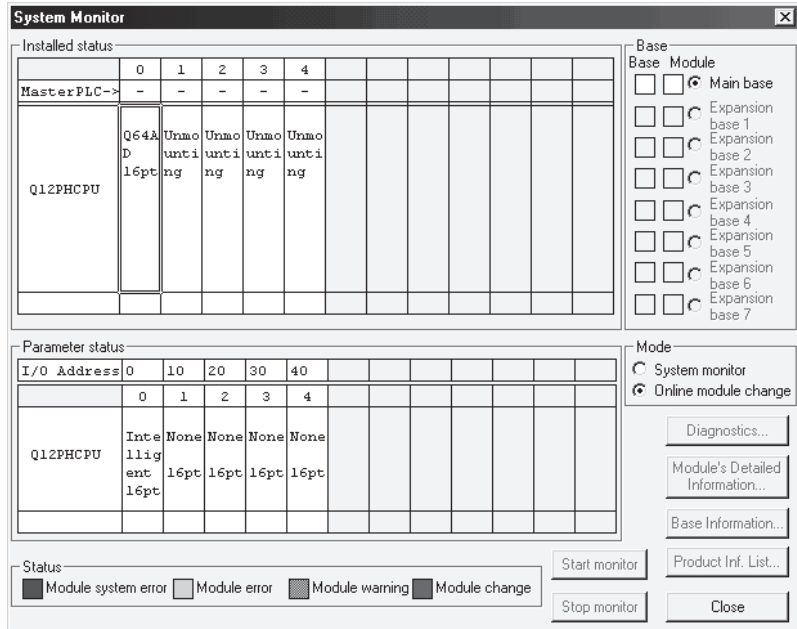 System Monitor
Installed status
0 1 2 3 4
MasterPLC-> - - - - -
Q12PHCPU
Q64A
D
16pt
Unmo
unti
ng
Unmo
unti
ng
Unmo
unti
ng
Unmo
unti
ng
Base
Base Module
Main base
Expansion
base 1
Expansion
base 2
Expansion
base 3
Expansion
base 4
Expansion
base 5
Expansion
base 6
Expansion
base 7
Parameter status
I/O Address 0 10 20 30 40
0 1 2 3 4
Q12PHCPU
Inte
llig
ent
16pt
None
16pt
None
16pt
None
16pt
None
16pt
Mode
System monitor
Online module change
Diagnostics...
Module's Detailed
Information...
Base Information...
Product Inf. List...
Close
Status
Module system error Module error Module warning Module change
Start monitor
Stop monitor